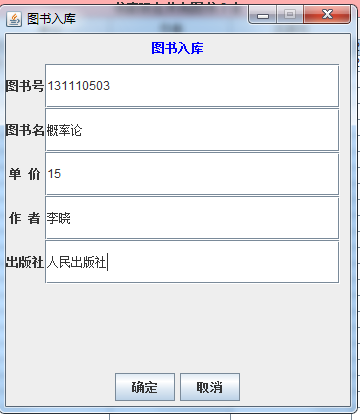 图书入库
图书入库
图书号 131110503
图书名 概率论
单 价 15
作 者 李晓
出版社 人民出版社
确定 取消